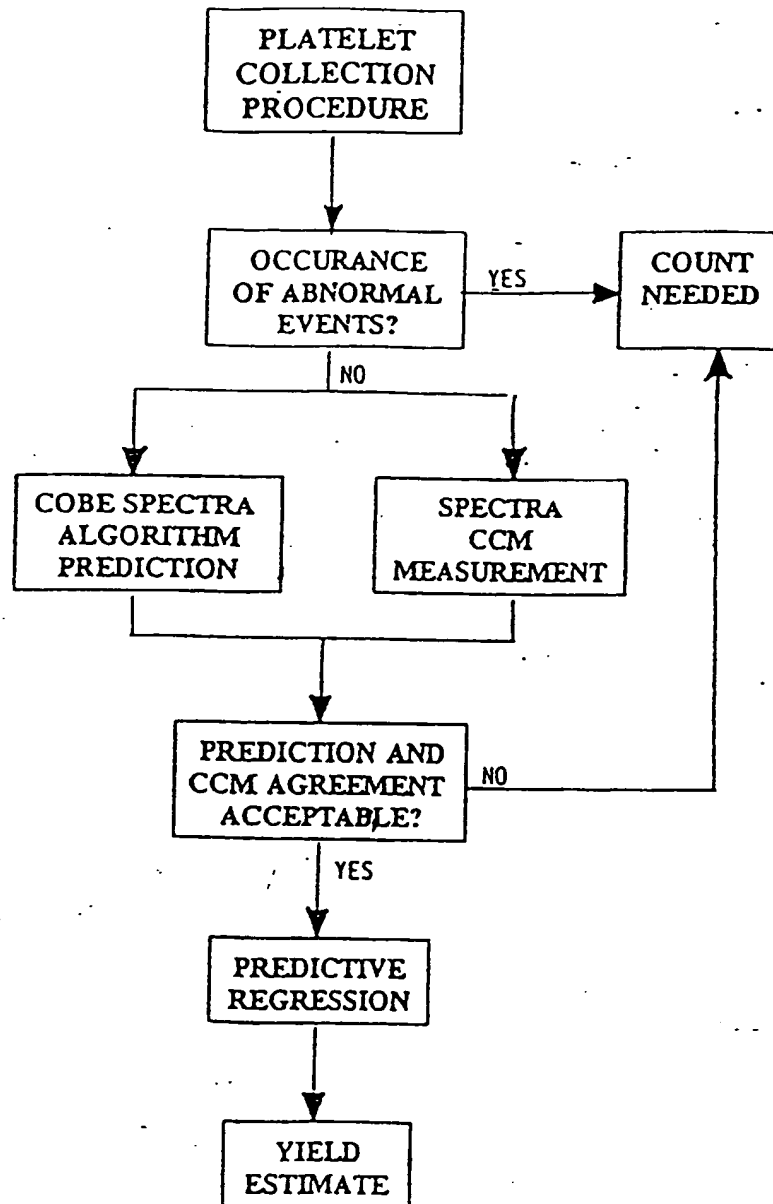 PLATELET
COLLECTION
PROCEDURE
OCCURANCE
OF ABNORMAL
EVENTS?
YES
COUNT
NEEDED
NO
COBE SPECTRA
ALGORITHM
PREDICTION
SPECTRA
CCM
MEASUREMENT
PREDICTION AND
CCM AGREEMENT
ACCEPTABLE?
NO
YES
PREDICTIVE
REGRESSION
YIELD
ESTIMATE